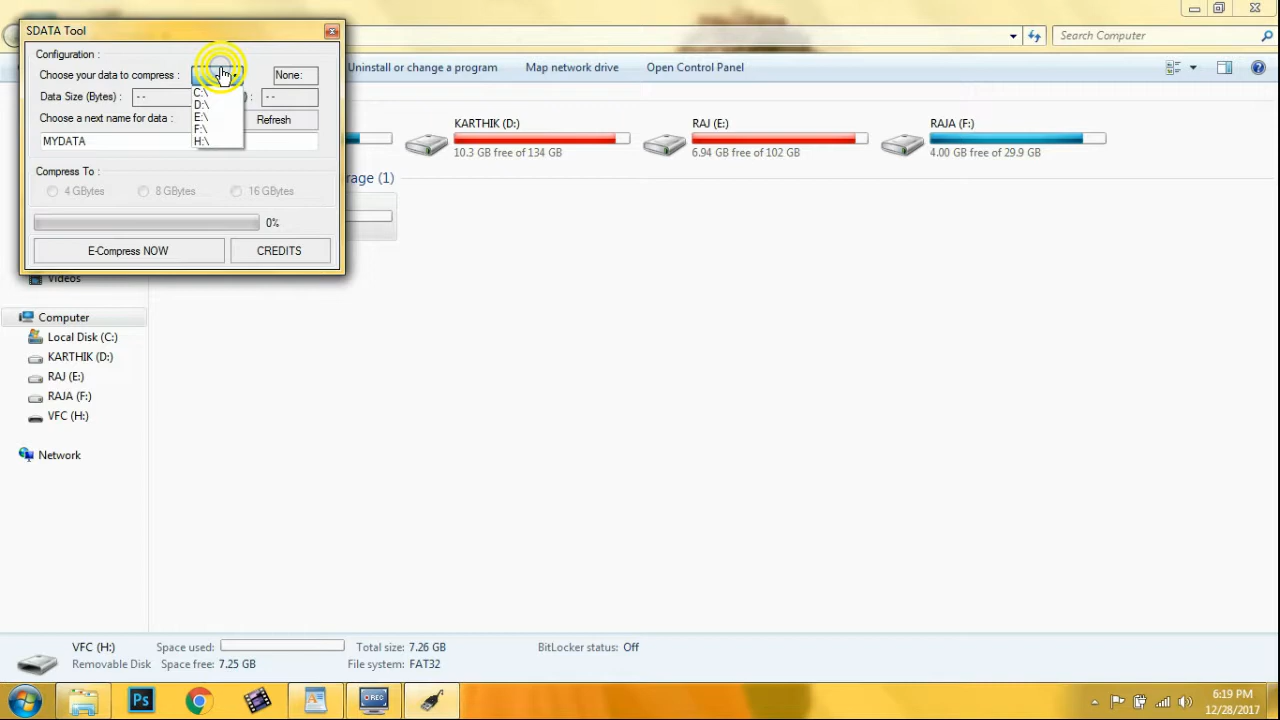 SDATA Tool
Configuration :
Choose your data to compress :
None:
C:\
D:\
E:\
F:\
H:\
Data Size (Bytes) :
- -
) :
- -
Choose a next name for data :
Refresh
MYDATA
Compress To :
4 GBytes
8 GBytes
16 GBytes
0%
E-Compress NOW
CREDITS
Search Computer
Uninstall or change a program
Map network drive
Open Control Panel
KARTHIK (D:)
10.3 GB free of 134 GB
RAJ (E:)
6.94 GB free of 102 GB
RAJA (F:)
4.00 GB free of 29.9 GB
rage (1)
Videos
Computer
Local Disk (C:)
KARTHIK (D:)
RAJ (E:)
RAJA (F:)
VFC (H:)
Network
VFC (H:)
Removable Disk
Space used:
Space free: 7.25 GB
Total size: 7.26 GB
File system: FAT32
BitLocker status: Off
Ps
REC
6:19 PM
12/28/2017